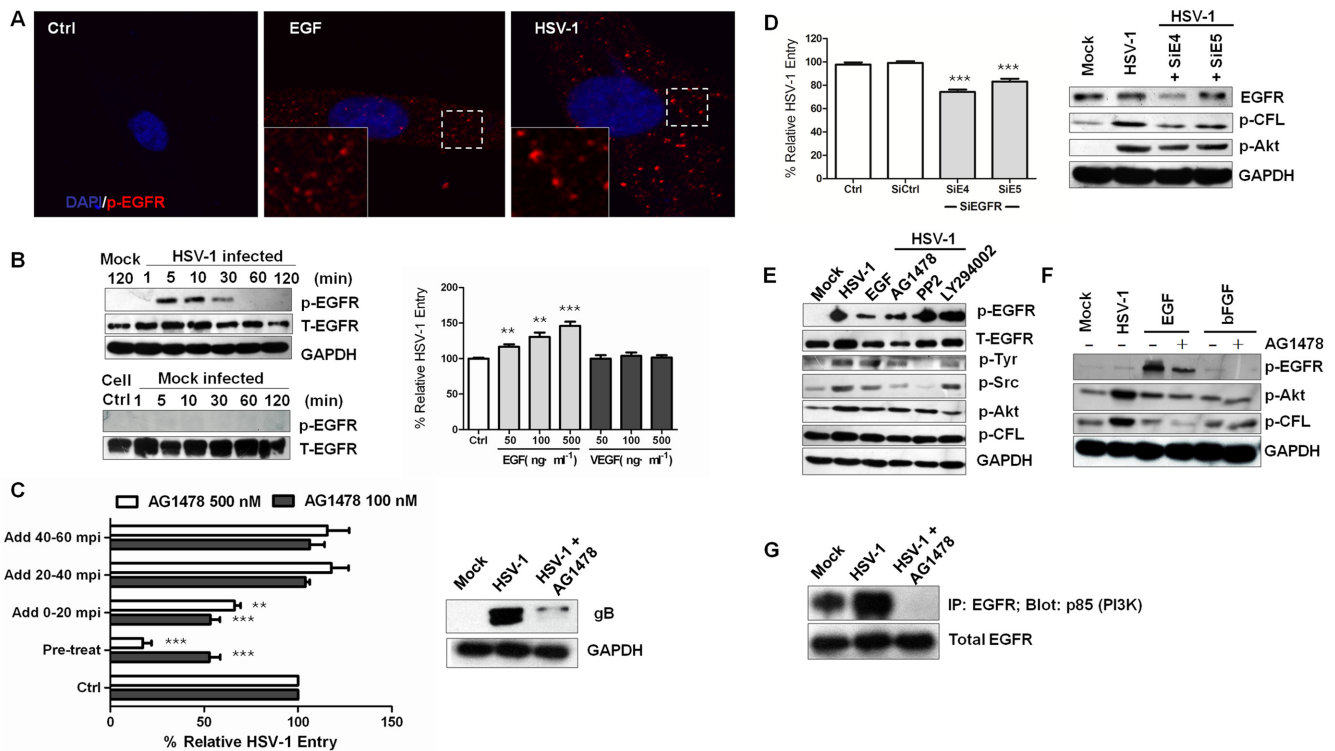 A
Ctrl
EGF
HSV-1
DAPI/p-EGFR
B
Mock HSV-1 infected
120 1 5 10 30 60 120 (min)
p-EGFR
T-EGFR
GAPDH
Cell Mock infected
Ctrl 1 5 10 30 60 120 (min)
p-EGFR
T-EGFR
% Relative HSV-1 Entry
200
150
100
50
0
** ** ***
Ctrl 50 100 500 50 100 500
EGF( ng· ml-1) VEGF( ng· ml-1)
C
AG1478 500 nM AG1478 100 nM
Add 40-60 mpi
Add 20-40 mpi
Add 0-20 mpi ** ***
Pre-treat *** ***
Ctrl
0 50 100 150
% Relative HSV-1 Entry
Mock HSV-1 HSV-1 + AG1478
gB
GAPDH
D
% Relative HSV-1 Entry
120
100
80
60
40
20
0
*** ***
Ctrl SiCtrl SiE4 SiE5
SiEGFR
HSV-1
Mock HSV-1 + SiE4 + SiE5
EGFR
p-CFL
p-Akt
GAPDH
E
HSV-1
Mock HSV-1 EGF AG1478 PP2 LY294002
p-EGFR
T-EGFR
p-Tyr
p-Src
p-Akt
p-CFL
GAPDH
F
Mock HSV-1 EGF bFGF
– – – + – + AG1478
p-EGFR
p-Akt
p-CFL
GAPDH
G
Mock HSV-1 HSV-1 + AG1478
IP: EGFR; Blot: p85 (PI3K)
Total EGFR